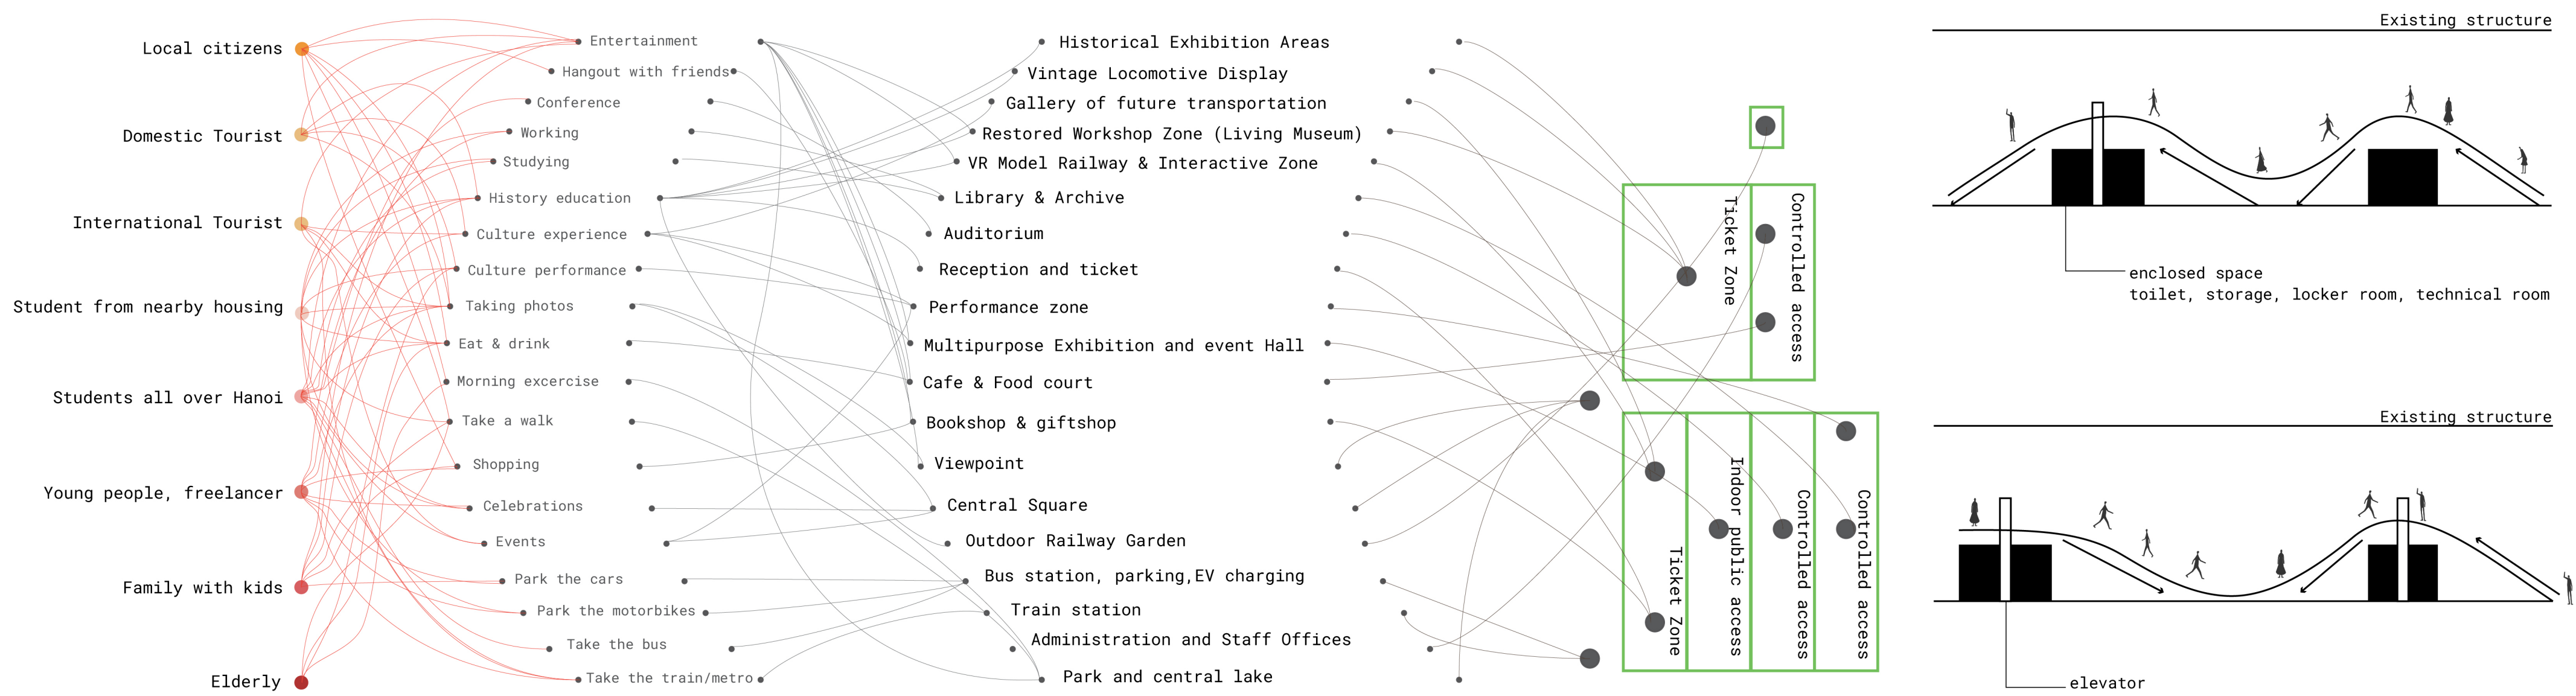 Local citizens
Domestic Tourist
International Tourist
Student from nearby housing
Students all over Hanoi
Young people, freelancer
Family with kids
Elderly
Entertainment
Hangout with friends
Conference
Working
Studying
History education
Culture experience
Culture performance
Taking photos
Eat & drink
Morning excercise
Take a walk
Shopping
Celebrations
Events
Park the cars
Park the motorbikes
Take the bus
Take the train/metro
Historical Exhibition Areas
Vintage Locomotive Display
Gallery of future transportation
Restored Workshop Zone (Living Museum)
VR Model Railway & Interactive Zone
Library & Archive
Auditorium
Reception and ticket
Performance zone
Multipurpose Exhibition and event Hall
Cafe & Food court
Bookshop & giftshop
Viewpoint
Central Square
Outdoor Railway Garden
Bus station, parking,EV charging
Train station
Administration and Staff Offices
Park and central lake
Ticket Zone
Controlled access
Ticket Zone
Indoor public access
Controlled access
Controlled access
Existing structure
enclosed space
toilet, storage, locker room, technical room
Existing structure
elevator